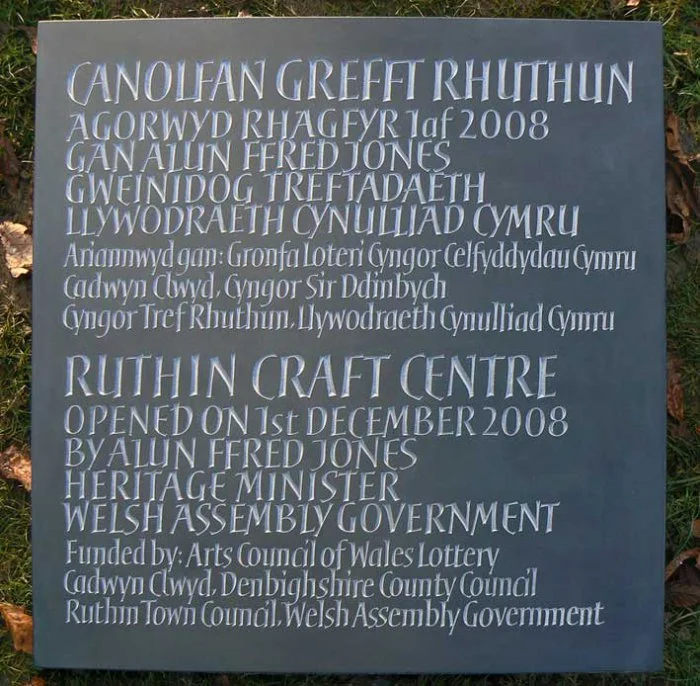 CANOLFAN GREFFT RHUTHUN
AGORWYD RHAGFYR 1af 2008
GAN ALUN FFRED JONES
GWEINIDOG TREFTADAETH
LLYWODRAETH CYNULLIAD CYMRU
Ariannwyd gan: Gronfa Loteri Cyngor Celfyddydau Cymru
Cadwyn Clwyd, Cyngor Sir Ddinbych
Cyngor Tref Rhuthun, Llywodraeth Cynulliad Cymru
RUTHIN CRAFT CENTRE
OPENED ON 1st DECEMBER 2008
BY ALUN FFRED JONES
HERITAGE MINISTER
WELSH ASSEMBLY GOVERNMENT
Funded by: Arts Council of Wales Lottery
Cadwyn Clwyd, Denbighshire County Council
Ruthin Town Council, Welsh Assembly Government